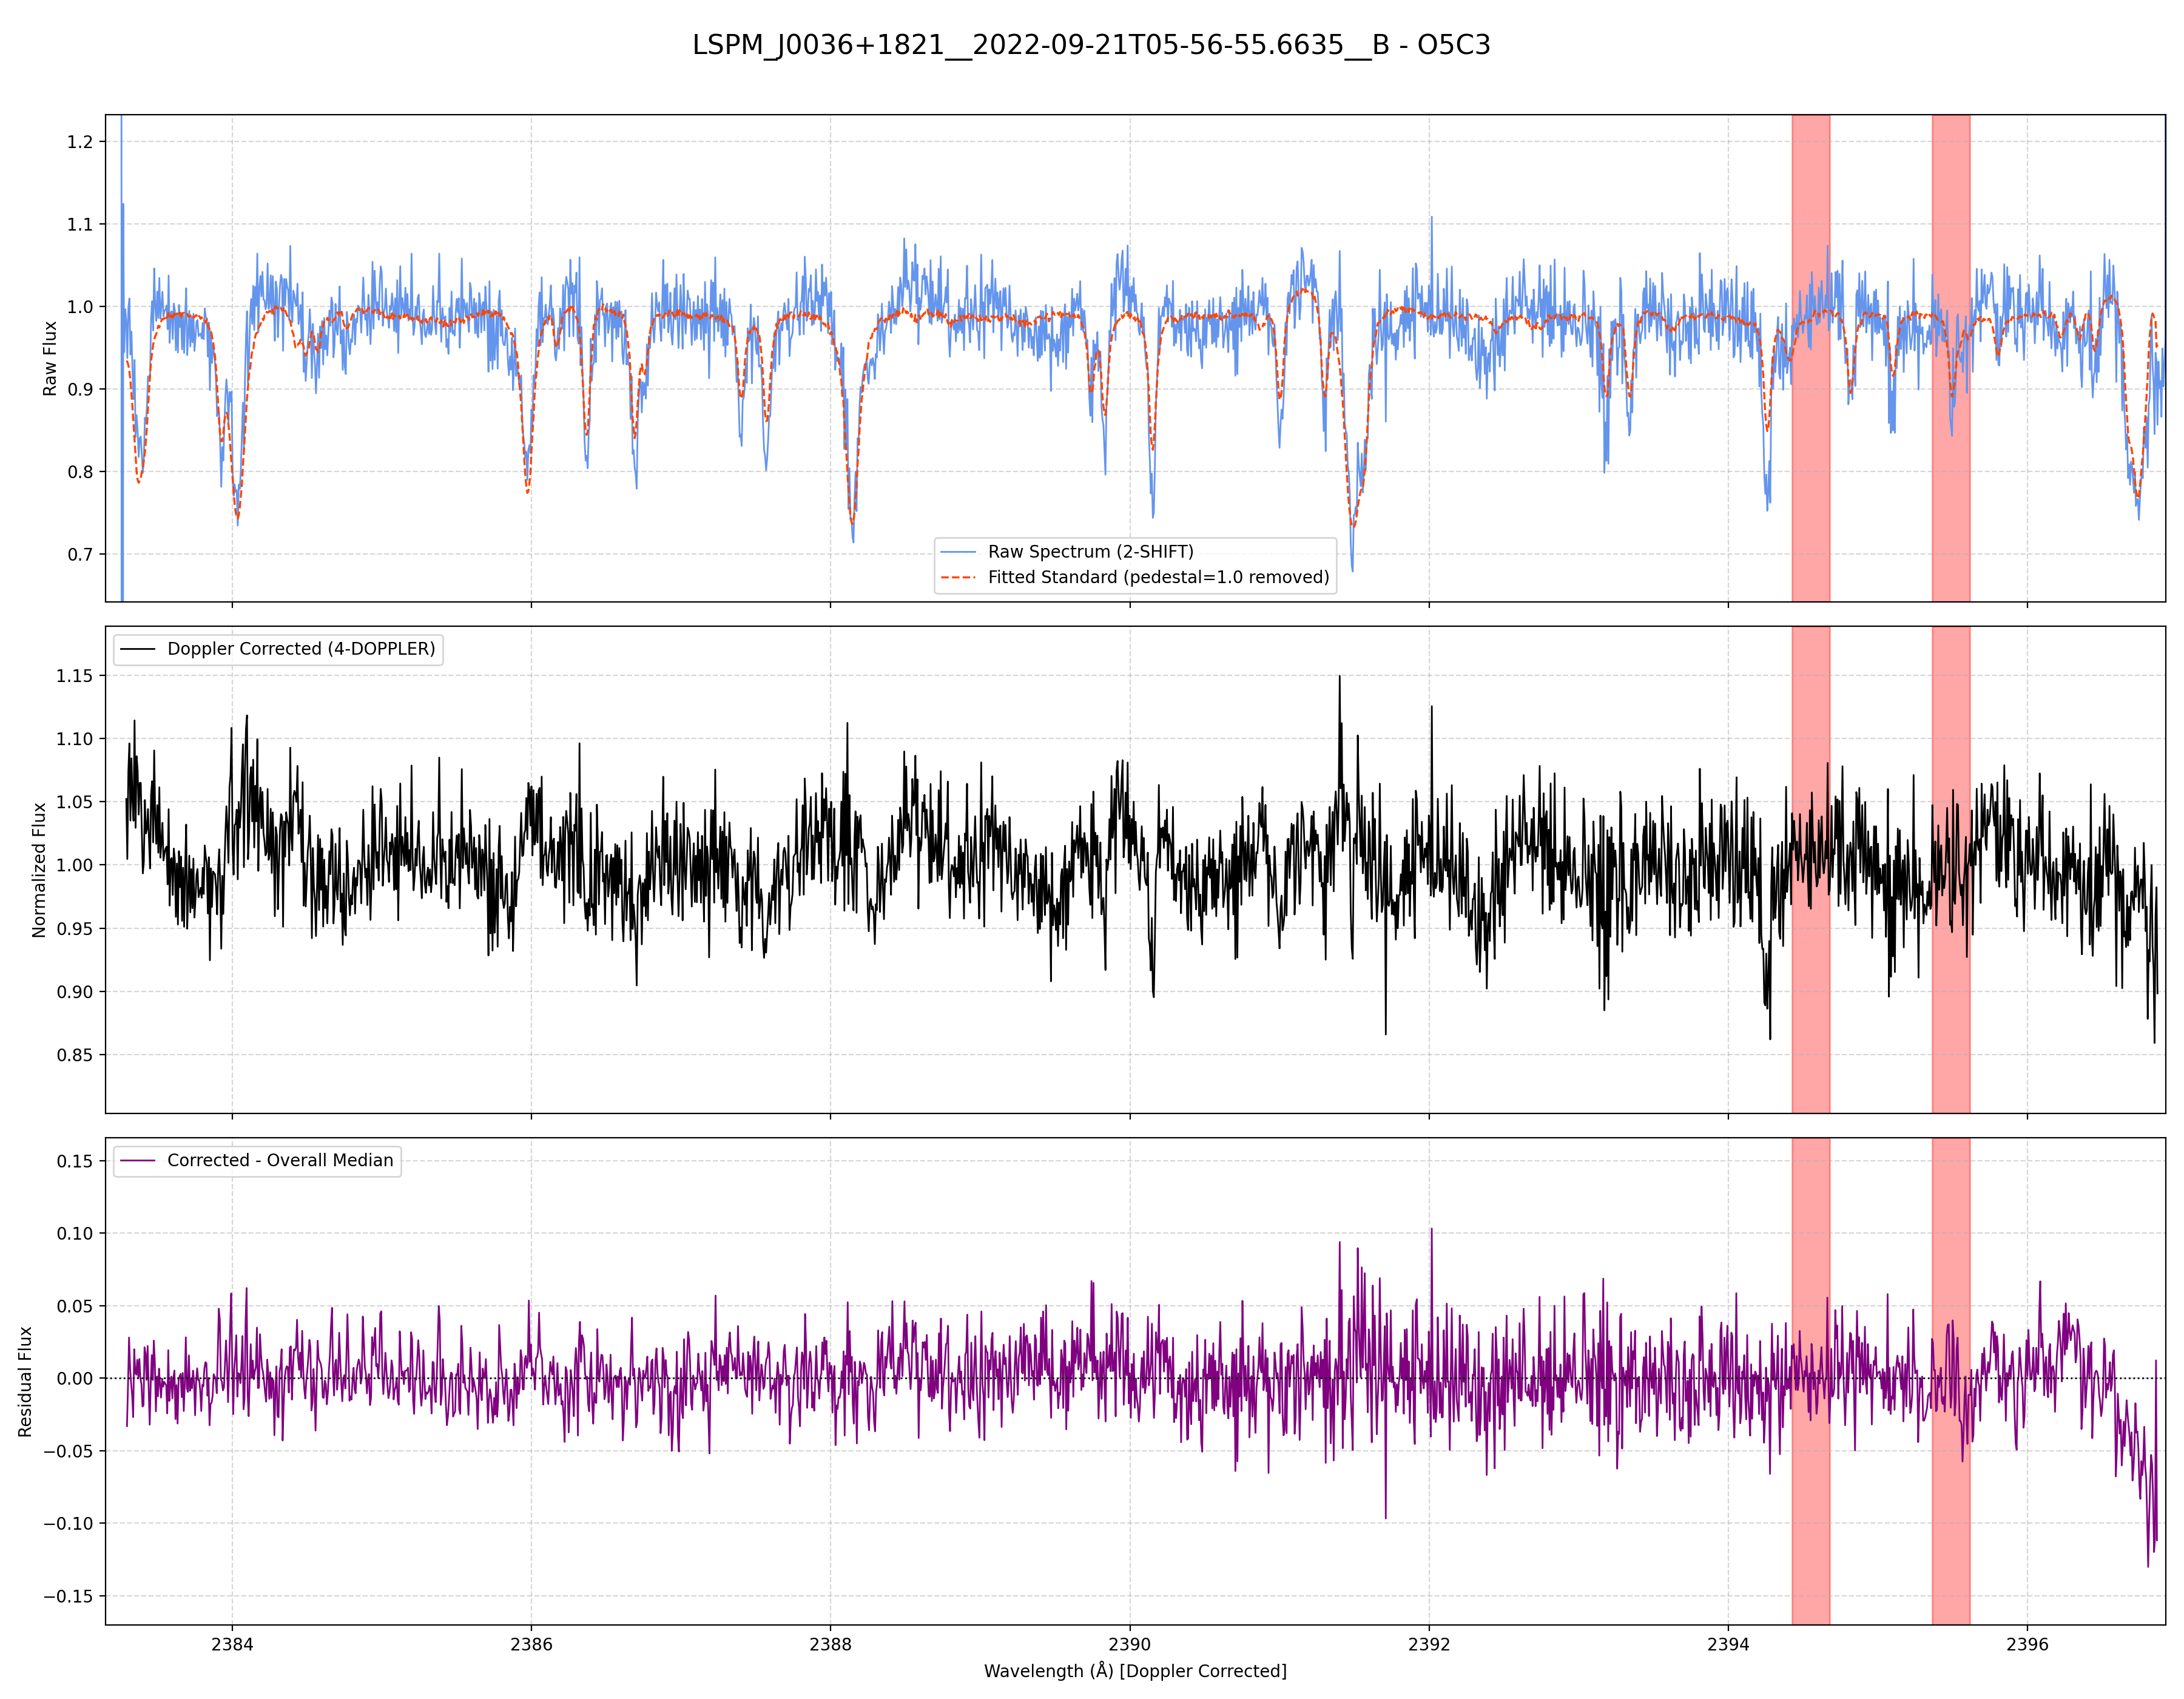 LSPM_J0036+1821__2022-09-21T05-56-55.6635__B - O5C3
1.2
1.1
1.0
0.9
0.8
0.7
Raw Flux
Raw Spectrum (2-SHIFT)
Fitted Standard (pedestal=1.0 removed)
Doppler Corrected (4-DOPPLER)
1.15
1.10
1.05
1.00
0.95
0.90
0.85
Normalized Flux
Corrected - Overall Median
0.15
0.10
0.05
0.00
−0.05
−0.10
−0.15
Residual Flux
2384 2386 2388 2390 2392 2394 2396
Wavelength (Å) [Doppler Corrected]